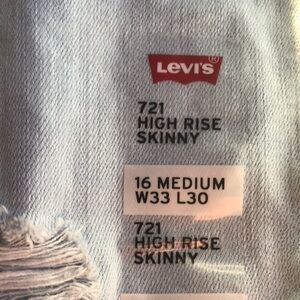 Levi's®
721
HIGH RISE
SKINNY
16 MEDIUM
W33 L30
721
HIGH RISE
SKINNY